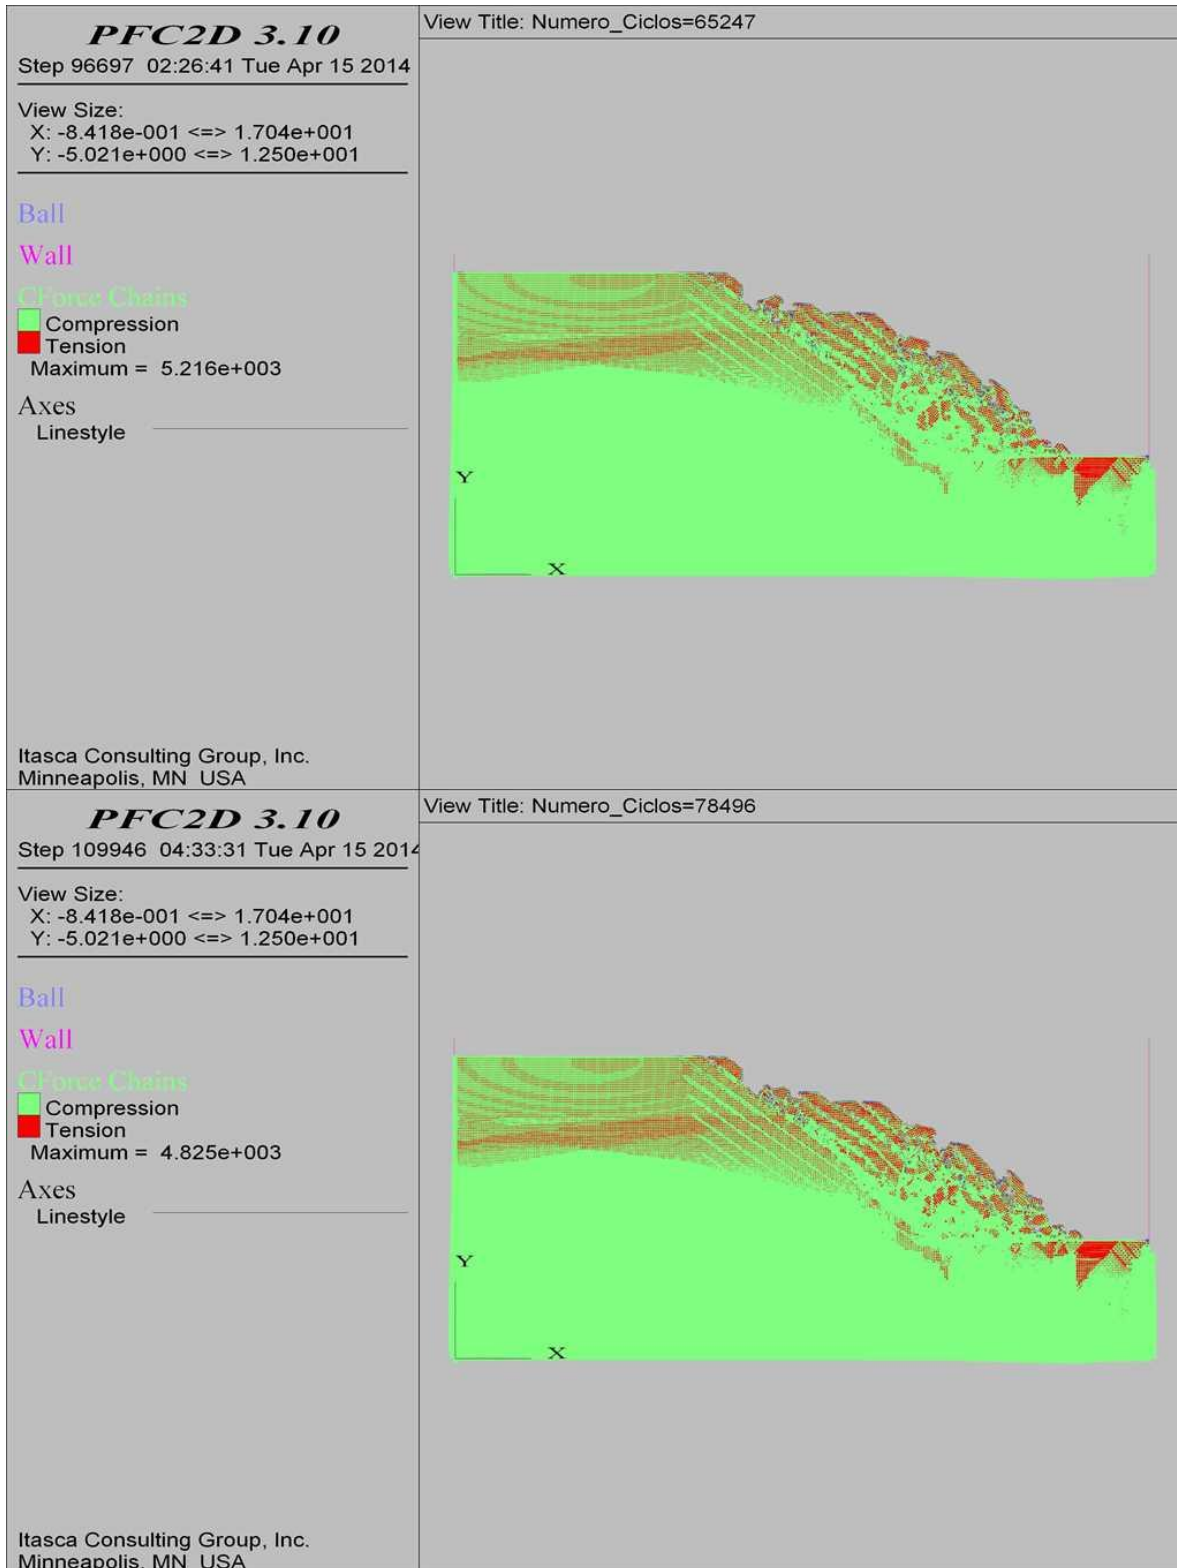 PFC2D 3.10
Step 96697 02:26:41 Tue Apr 15 2014
View Size:
X: -8.418e-001 <=> 1.704e+001
Y: -5.021e+000 <=> 1.250e+001
Ball
Wall
CForce Chains
Compression
Tension
Maximum = 5.216e+003
Axes
Linestyle
Itasca Consulting Group, Inc.
Minneapolis, MN USA
View Title: Numero_Ciclos=65247
Y
X
PFC2D 3.10
Step 109946 04:33:31 Tue Apr 15 2014
View Size:
X: -8.418e-001 <=> 1.704e+001
Y: -5.021e+000 <=> 1.250e+001
Ball
Wall
CForce Chains
Compression
Tension
Maximum = 4.825e+003
Axes
Linestyle
Itasca Consulting Group, Inc.
Minneapolis, MN USA
View Title: Numero_Ciclos=78496
Y
X